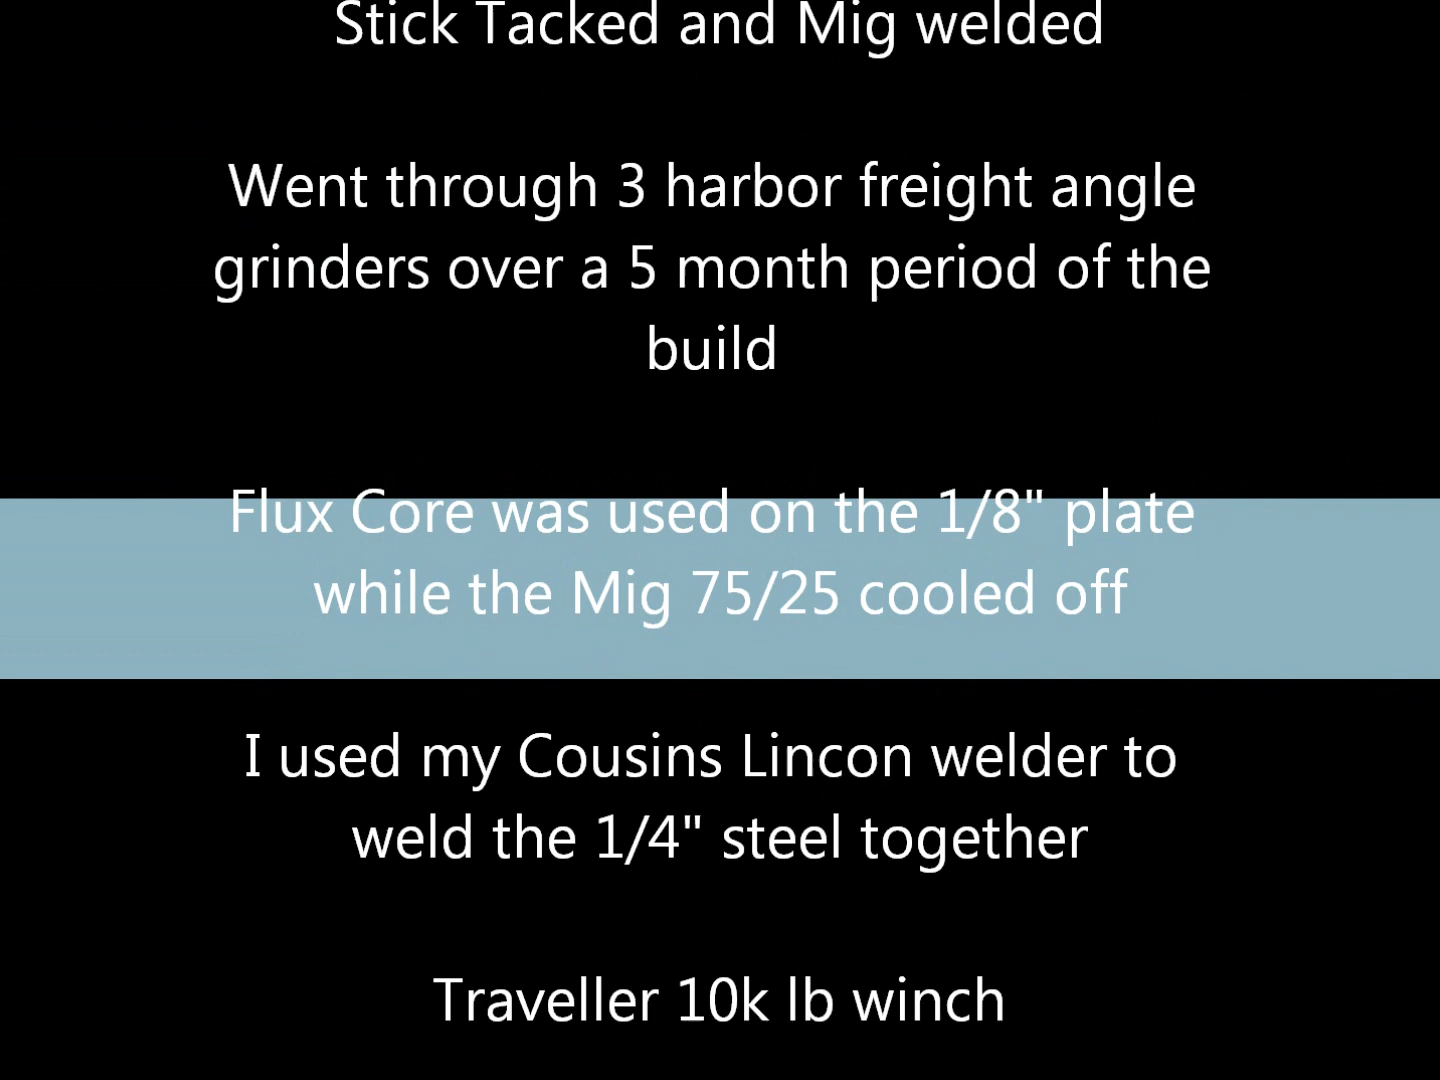 Stick Tacked and Mig welded
Went through 3 harbor freight angle
grinders over a 5 month period of the
build
Flux Core was used on the 1/8" plate
while the Mig 75/25 cooled off
I used my Cousins Lincon welder to
weld the 1/4" steel together
Traveller 10k lb winch